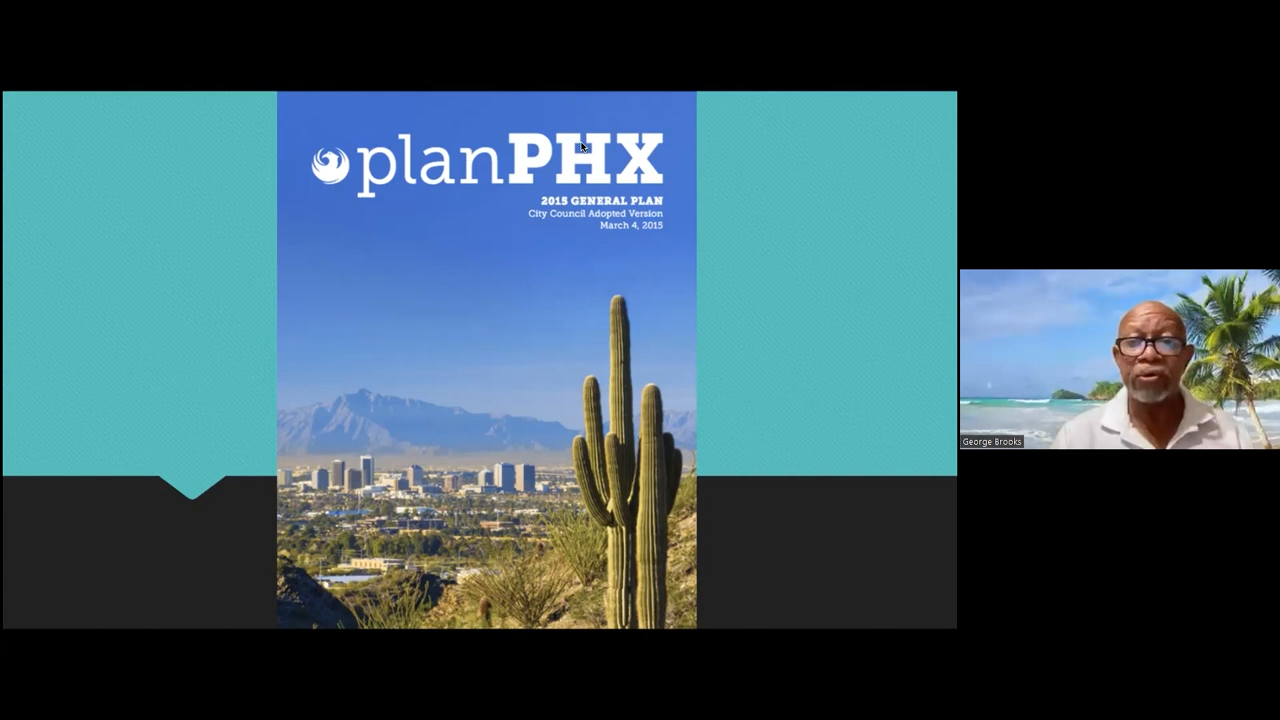 planPHX
2015 GENERAL PLAN
City Council Adopted Version
March 4, 2015
George Brooks